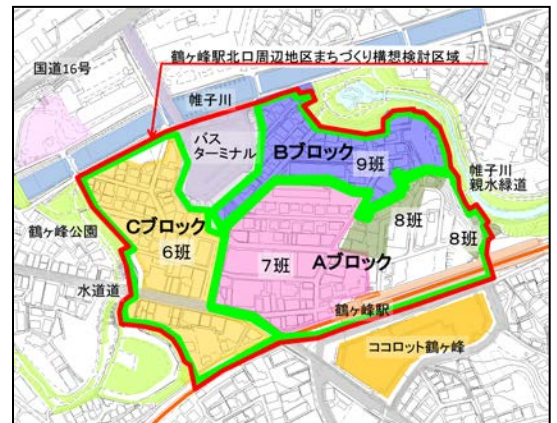 鶴ヶ峰駅北口周辺地区まちづくり構想検討区域
国道16号
帷子川
バス
ターミナル
Bブロック
9班
帷子川
親水緑道
Cブロック
6班
鶴ヶ峰公園
8班
8班
7班
Aブロック
水道道
鶴ヶ峰駅
ココロット鶴ヶ峰